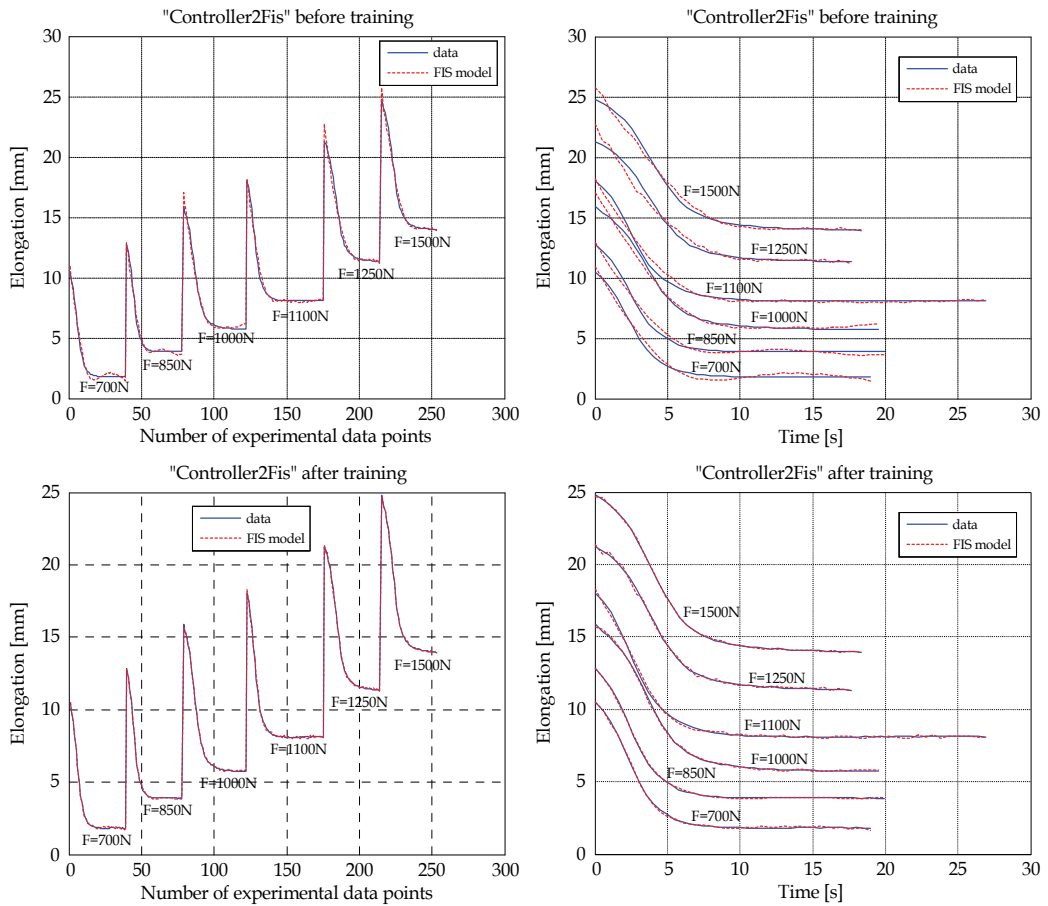 "Controller2Fis" before training
30
25
20
15
10
5
0
Elongation [mm]
data
FIS model
F=700N
F=850N
F=1000N
F=1100N
F=1250N
F=1500N
0 50 100 150 200 250 300
Number of experimental data points
"Controller2Fis" before training
30
25
20
15
10
5
0
Elongation [mm]
data
FIS model
F=1500N
F=1250N
F=1100N
F=1000N
F=850N
F=700N
0 5 10 15 20 25 30
Time [s]
"Controller2Fis" after training
25
20
15
10
5
0
Elongation [mm]
data
FIS model
F=700N
F=850N
F=1000N
F=1100N
F=1250N
F=1500N
0 50 100 150 200 250 300
Number of experimental data points
"Controller2Fis" after training
25
20
15
10
5
0
Elongation [mm]
data
FIS model
F=1500N
F=1250N
F=1100N
F=1000N
F=850N
F=700N
0 5 10 15 20 25 30
Time [s]